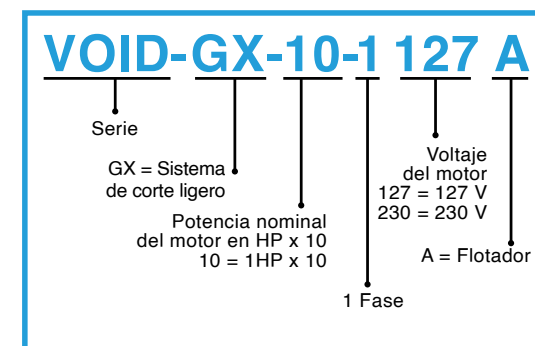 VOID-GX-10-1 127 A
Serie
GX = Sistema
de corte ligero
Potencia nominal
del motor en HP x 10
10 = 1HP x 10
1 Fase
Voltaje
del motor
127 = 127 V
230 = 230 V
A = Flotador